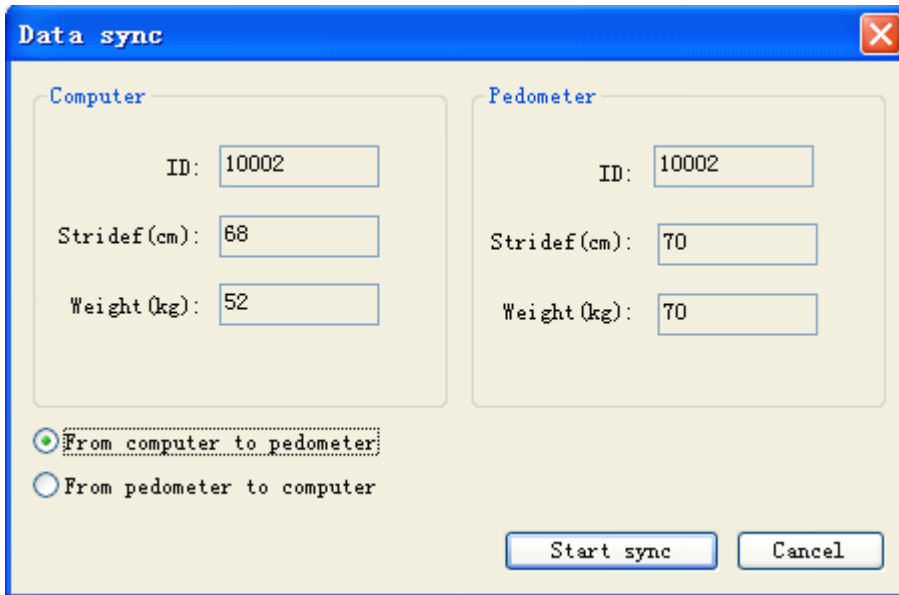 Data sync
Computer
ID: 10002
Stridef(cm): 68
Weight(kg): 52
Pedometer
ID: 10002
Stridef(cm): 70
Weight(kg): 70
From computer to pedometer
From pedometer to computer
Start sync
Cancel